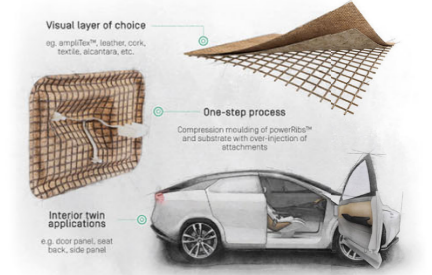 Visual layer of choice
eg. ampliTex™, leather, cork,
textile, alcantara, etc.
One-step process
Compression moulding of powerRibs™
and substrate with over-injection of
attachments
Interior twin
applications
e.g. door panel, seat
back, side panel